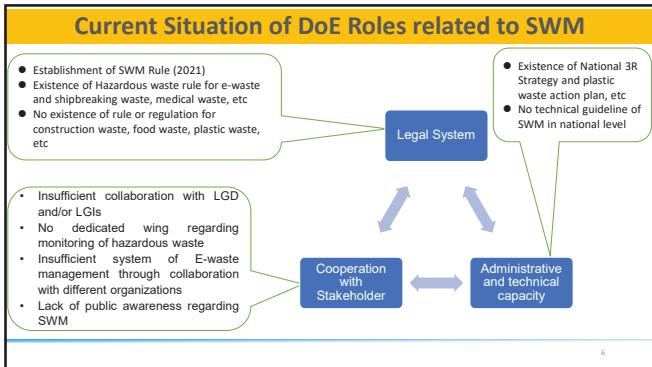 Current Situation of DoE Roles related to SWM
● Establishment of SWM Rule (2021)
● Existence of Hazardous waste rule for e-waste
and shipbreaking waste, medical waste, etc
● No existence of rule or regulation for
construction waste, food waste, plastic waste,
etc
● Existence of National 3R
Strategy and plastic
waste action plan, etc
● No technical guideline of
SWM in national level
Legal System
• Insufficient collaboration with LGD
and/or LGIs
• No dedicated wing regarding
monitoring of hazardous waste
• Insufficient system of E-waste
management through collaboration
with different organizations
• Lack of public awareness regarding
SWM
Cooperation
with
Stakeholder
Administrative
and technical
capacity
6